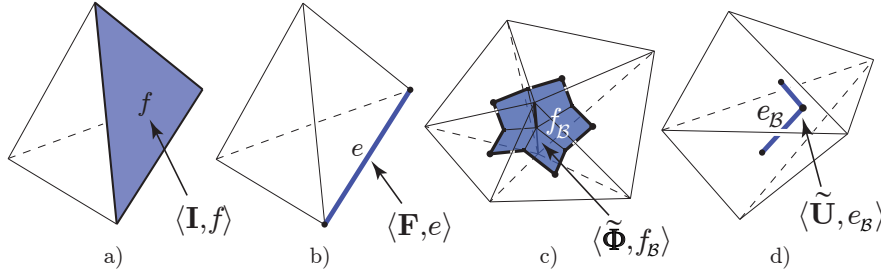 f
⟨𝐈, f⟩
a)
e
⟨𝐅, e⟩
b)
f_ℬ
⟨𝚽̃, f_ℬ⟩
c)
e_ℬ
⟨𝐔̃, e_ℬ⟩
d)